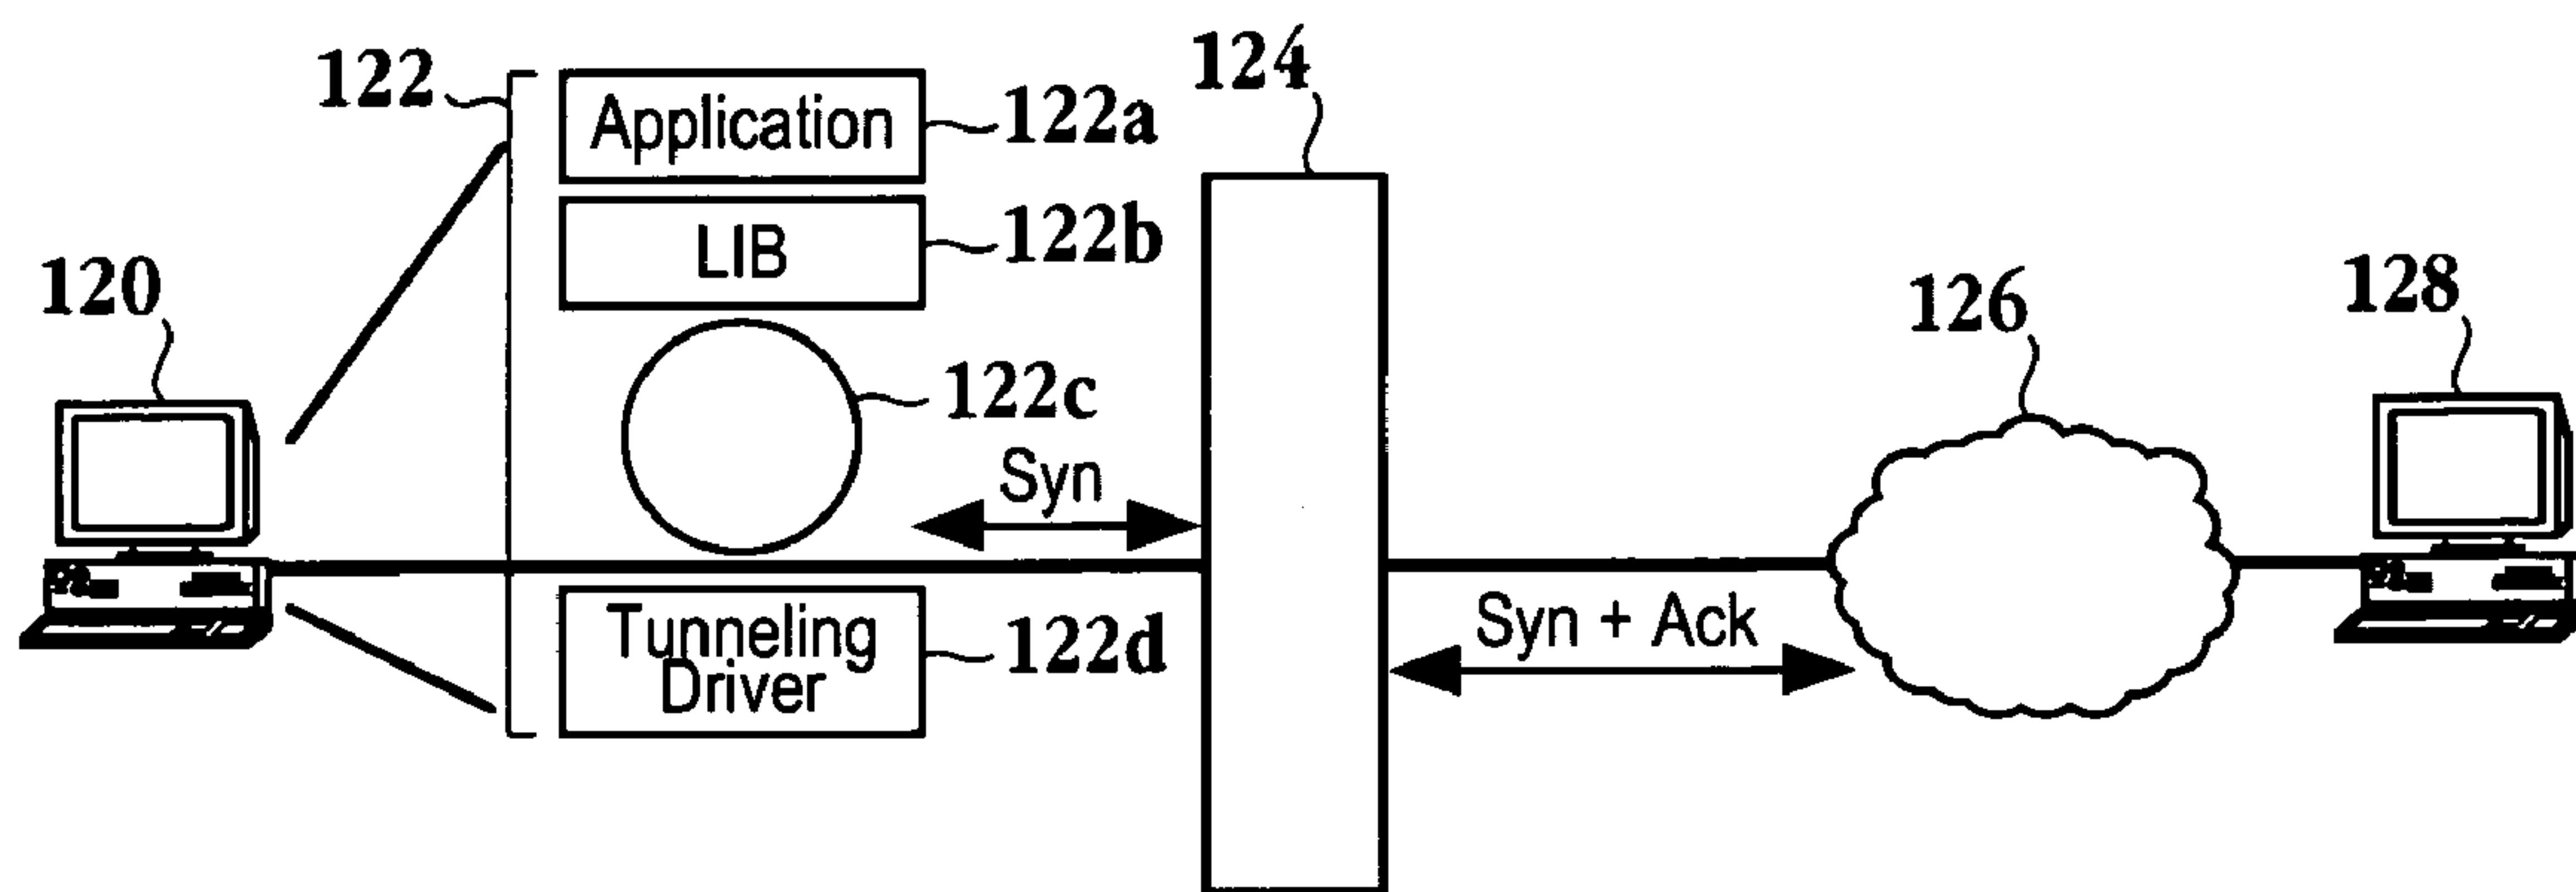 124
122
Application
122a
LIB
122b
120
126
128
122c
Syn
Tunneling
Driver
122d
Syn + Ack